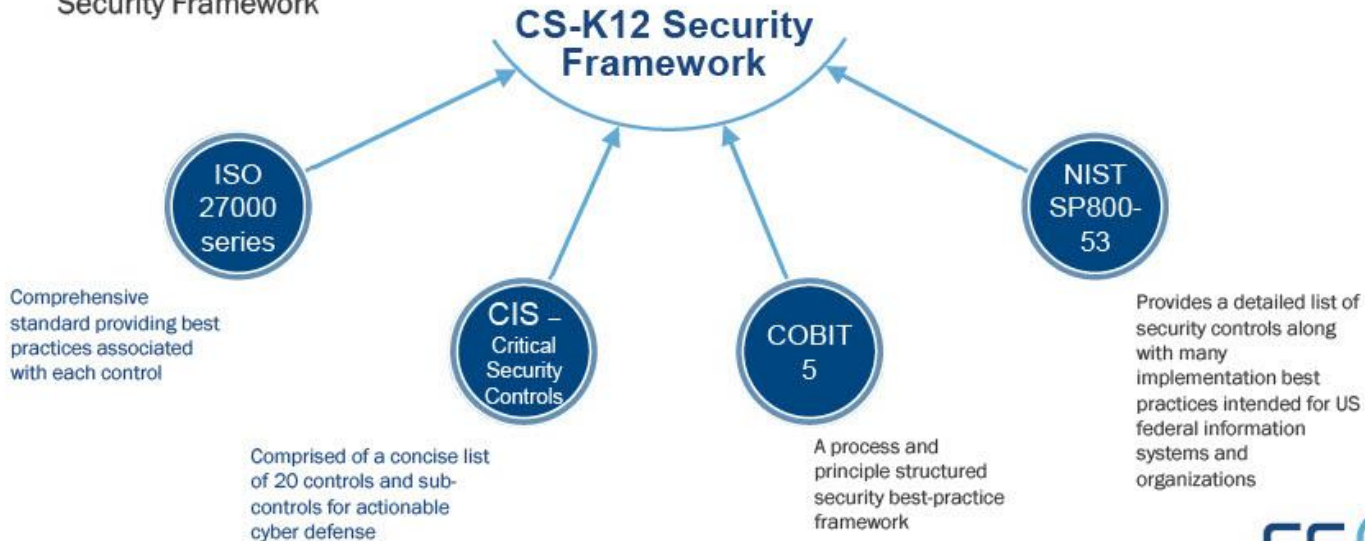 Security Framework
CS-K12 Security
Framework
ISO
27000
series
NIST
SP800-
53
Comprehensive
standard providing best
practices associated
with each control
CIS –
Critical
Security
Controls
COBIT
5
Provides a detailed list of
security controls along
with many
implementation best
practices intended for US
federal information
systems and
organizations
Comprised of a concise list
of 20 controls and sub-
controls for actionable
cyber defense
A process and
principle structured
security best-practice
framework